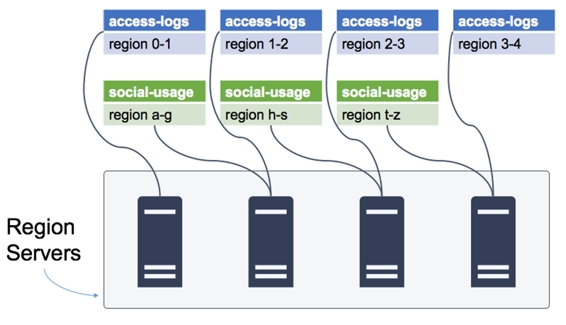 access-logs
region 0-1
access-logs
region 1-2
access-logs
region 2-3
access-logs
region 3-4
social-usage
region a-g
social-usage
region h-s
social-usage
region t-z
Region
Servers